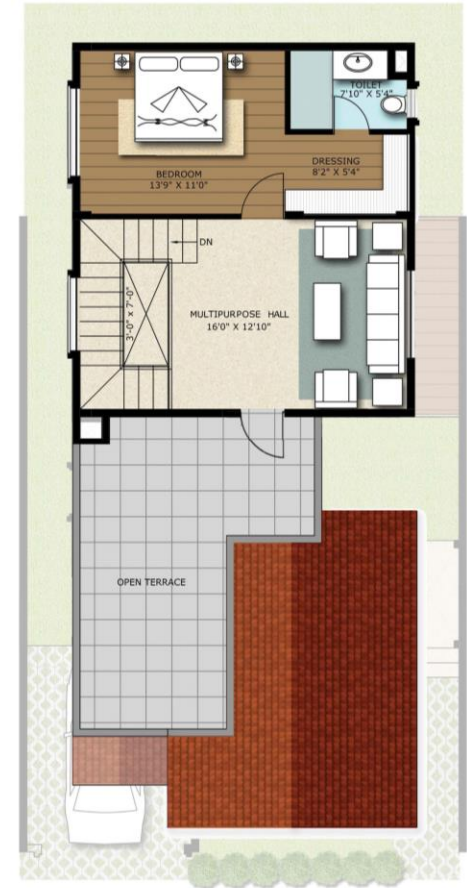 TOILET
7'10" X 5'4"
DRESSING
8'2" X 5'4"
BEDROOM
13'9" X 11'0"
DN
3'-0" x 7'-0"
MULTIPURPOSE HALL
16'0" X 12'10"
OPEN TERRACE